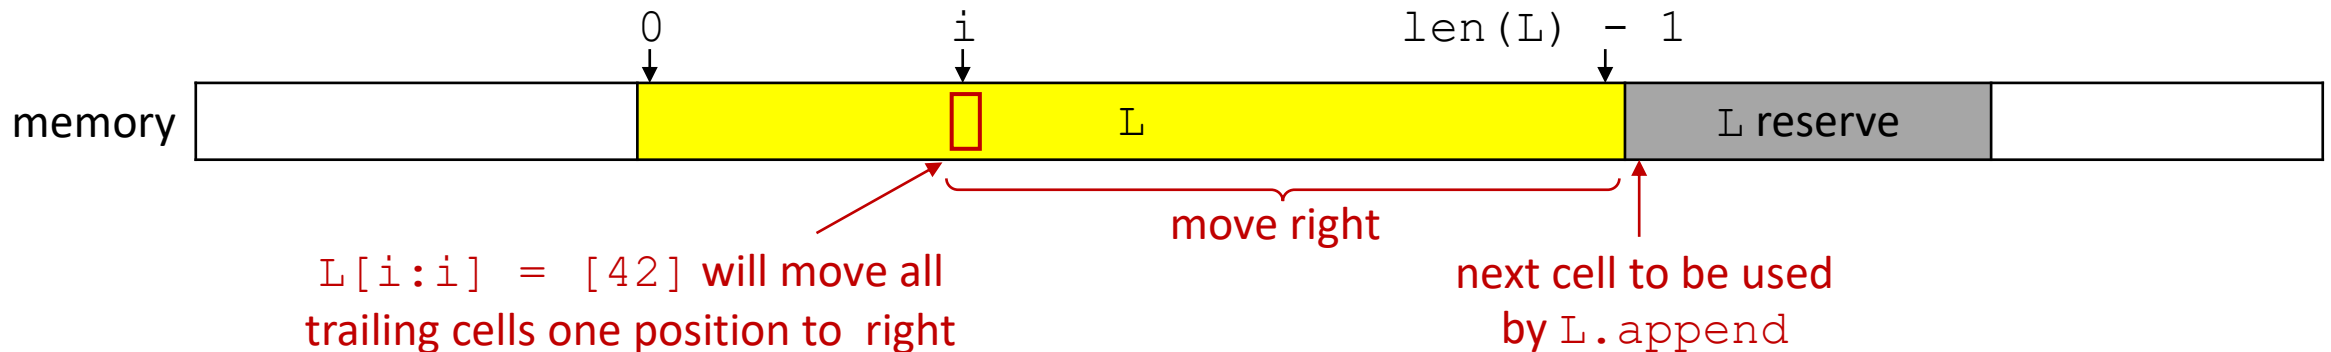 0 i len(L) - 1
memory L L reserve
move right
L[i:i] = [42] will move all
trailing cells one position to right
next cell to be used
by L.append